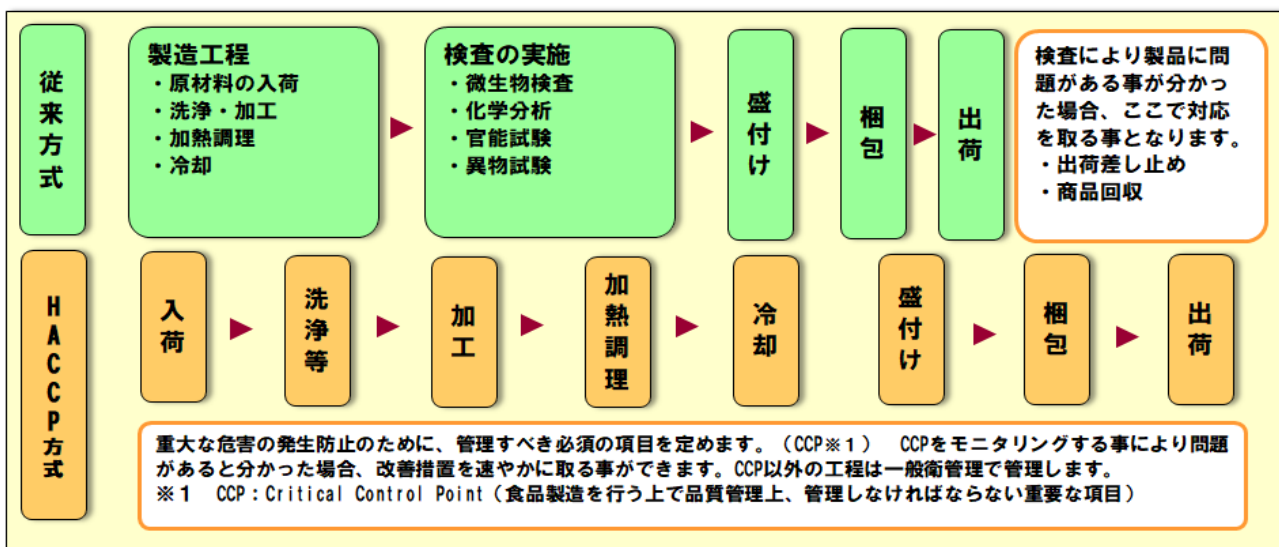 従来方式
製造工程
・原材料の入荷
・洗浄・加工
・加熱調理
・冷却
検査の実施
・微生物検査
・化学分析
・官能試験
・異物試験
盛付け
梱包
出荷
検査により製品に問
題がある事が分かっ
た場合、ここで対応
を取る事となります。
・出荷差し止め
・商品回収
HACCP方式
入荷
洗浄等
加工
加熱調理
冷却
盛付け
梱包
出荷
重大な危害の発生防止のために、管理すべき必須の項目を定めます。（CCP※１） CCPをモニタリングする事により問題
があると分かった場合、改善措置を速やかに取る事ができます。CCP以外の工程は一般衛管理で管理します。
※１ CCP：Critical Control Point（食品製造を行う上で品質管理上、管理しなければならない重要な項目）